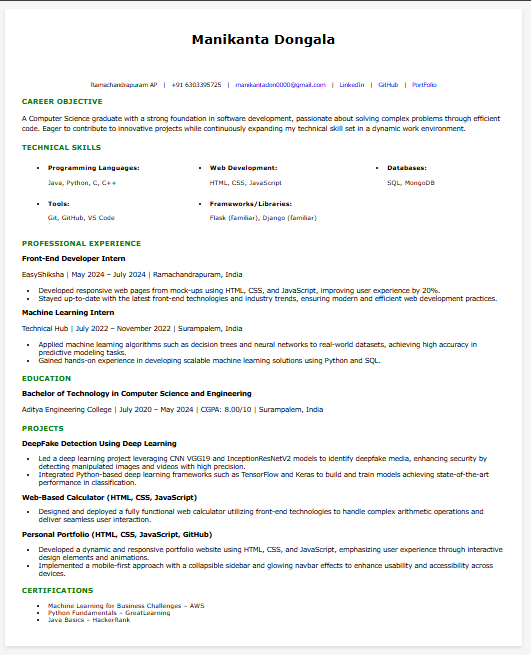 Manikanta Dongala
Ramachandrapuram AP | +91 6303395725 | manikantadon0000@gmail.com | LinkedIn | GitHub | PortFolio
CAREER OBJECTIVE
A Computer Science graduate with a strong foundation in software development, passionate about solving complex problems through efficient
code. Eager to contribute to innovative projects while continuously expanding my technical skill set in a dynamic work environment.
TECHNICAL SKILLS
• Programming Languages: • Web Development: • Databases:
Java, Python, C, C++ HTML, CSS, JavaScript SQL, MongoDB
• Tools: • Frameworks/Libraries:
Git, GitHub, VS Code Flask (familiar), Django (familiar)
PROFESSIONAL EXPERIENCE
Front-End Developer Intern
EasyShiksha | May 2024 – July 2024 | Ramachandrapuram, India
• Developed responsive web pages from mock-ups using HTML, CSS, and JavaScript, improving user experience by 20%.
• Stayed up-to-date with the latest front-end technologies and industry trends, ensuring modern and efficient web development practices.
Machine Learning Intern
Technical Hub | July 2022 – November 2022 | Surampalem, India
• Applied machine learning algorithms such as decision trees and neural networks to real-world datasets, achieving high accuracy in
predictive modeling tasks.
• Gained hands-on experience in developing scalable machine learning solutions using Python and SQL.
EDUCATION
Bachelor of Technology in Computer Science and Engineering
Aditya Engineering College | July 2020 – May 2024 | CGPA: 8.00/10 | Surampalem, India
PROJECTS
DeepFake Detection Using Deep Learning
• Led a deep learning project leveraging CNN VGG19 and InceptionResNetV2 models to identify deepfake media, enhancing security by
detecting manipulated images and videos with high precision.
• Integrated Python-based deep learning frameworks such as TensorFlow and Keras to build and train models achieving state-of-the-art
performance in classification.
Web-Based Calculator (HTML, CSS, JavaScript)
• Designed and deployed a fully functional web calculator utilizing front-end technologies to handle complex arithmetic operations and
deliver seamless user interaction.
Personal Portfolio (HTML, CSS, JavaScript, GitHub)
• Developed a dynamic and responsive portfolio website using HTML, CSS, and JavaScript, emphasizing user experience through interactive
design elements and animations.
• Implemented a mobile-first approach with a collapsible sidebar and glowing navbar effects to enhance usability and accessibility across
devices.
CERTIFICATIONS
• Machine Learning for Business Challenges – AWS
• Python Fundamentals – GreatLearning
• Java Basics – HackerRank